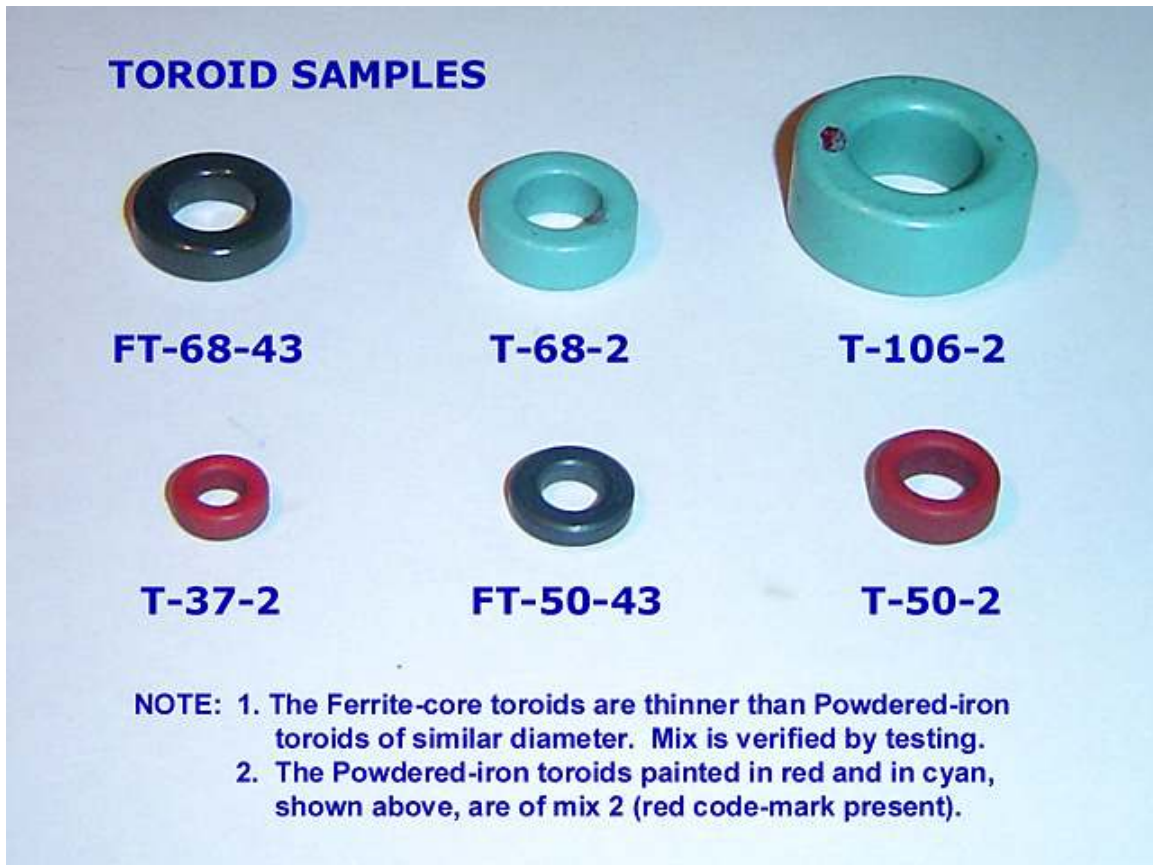 TOROID SAMPLES
FT-68-43 T-68-2 T-106-2
T-37-2 FT-50-43 T-50-2
NOTE: 1. The Ferrite-core toroids are thinner than Powdered-iron
toroids of similar diameter. Mix is verified by testing.
2. The Powdered-iron toroids painted in red and in cyan,
shown above, are of mix 2 (red code-mark present).